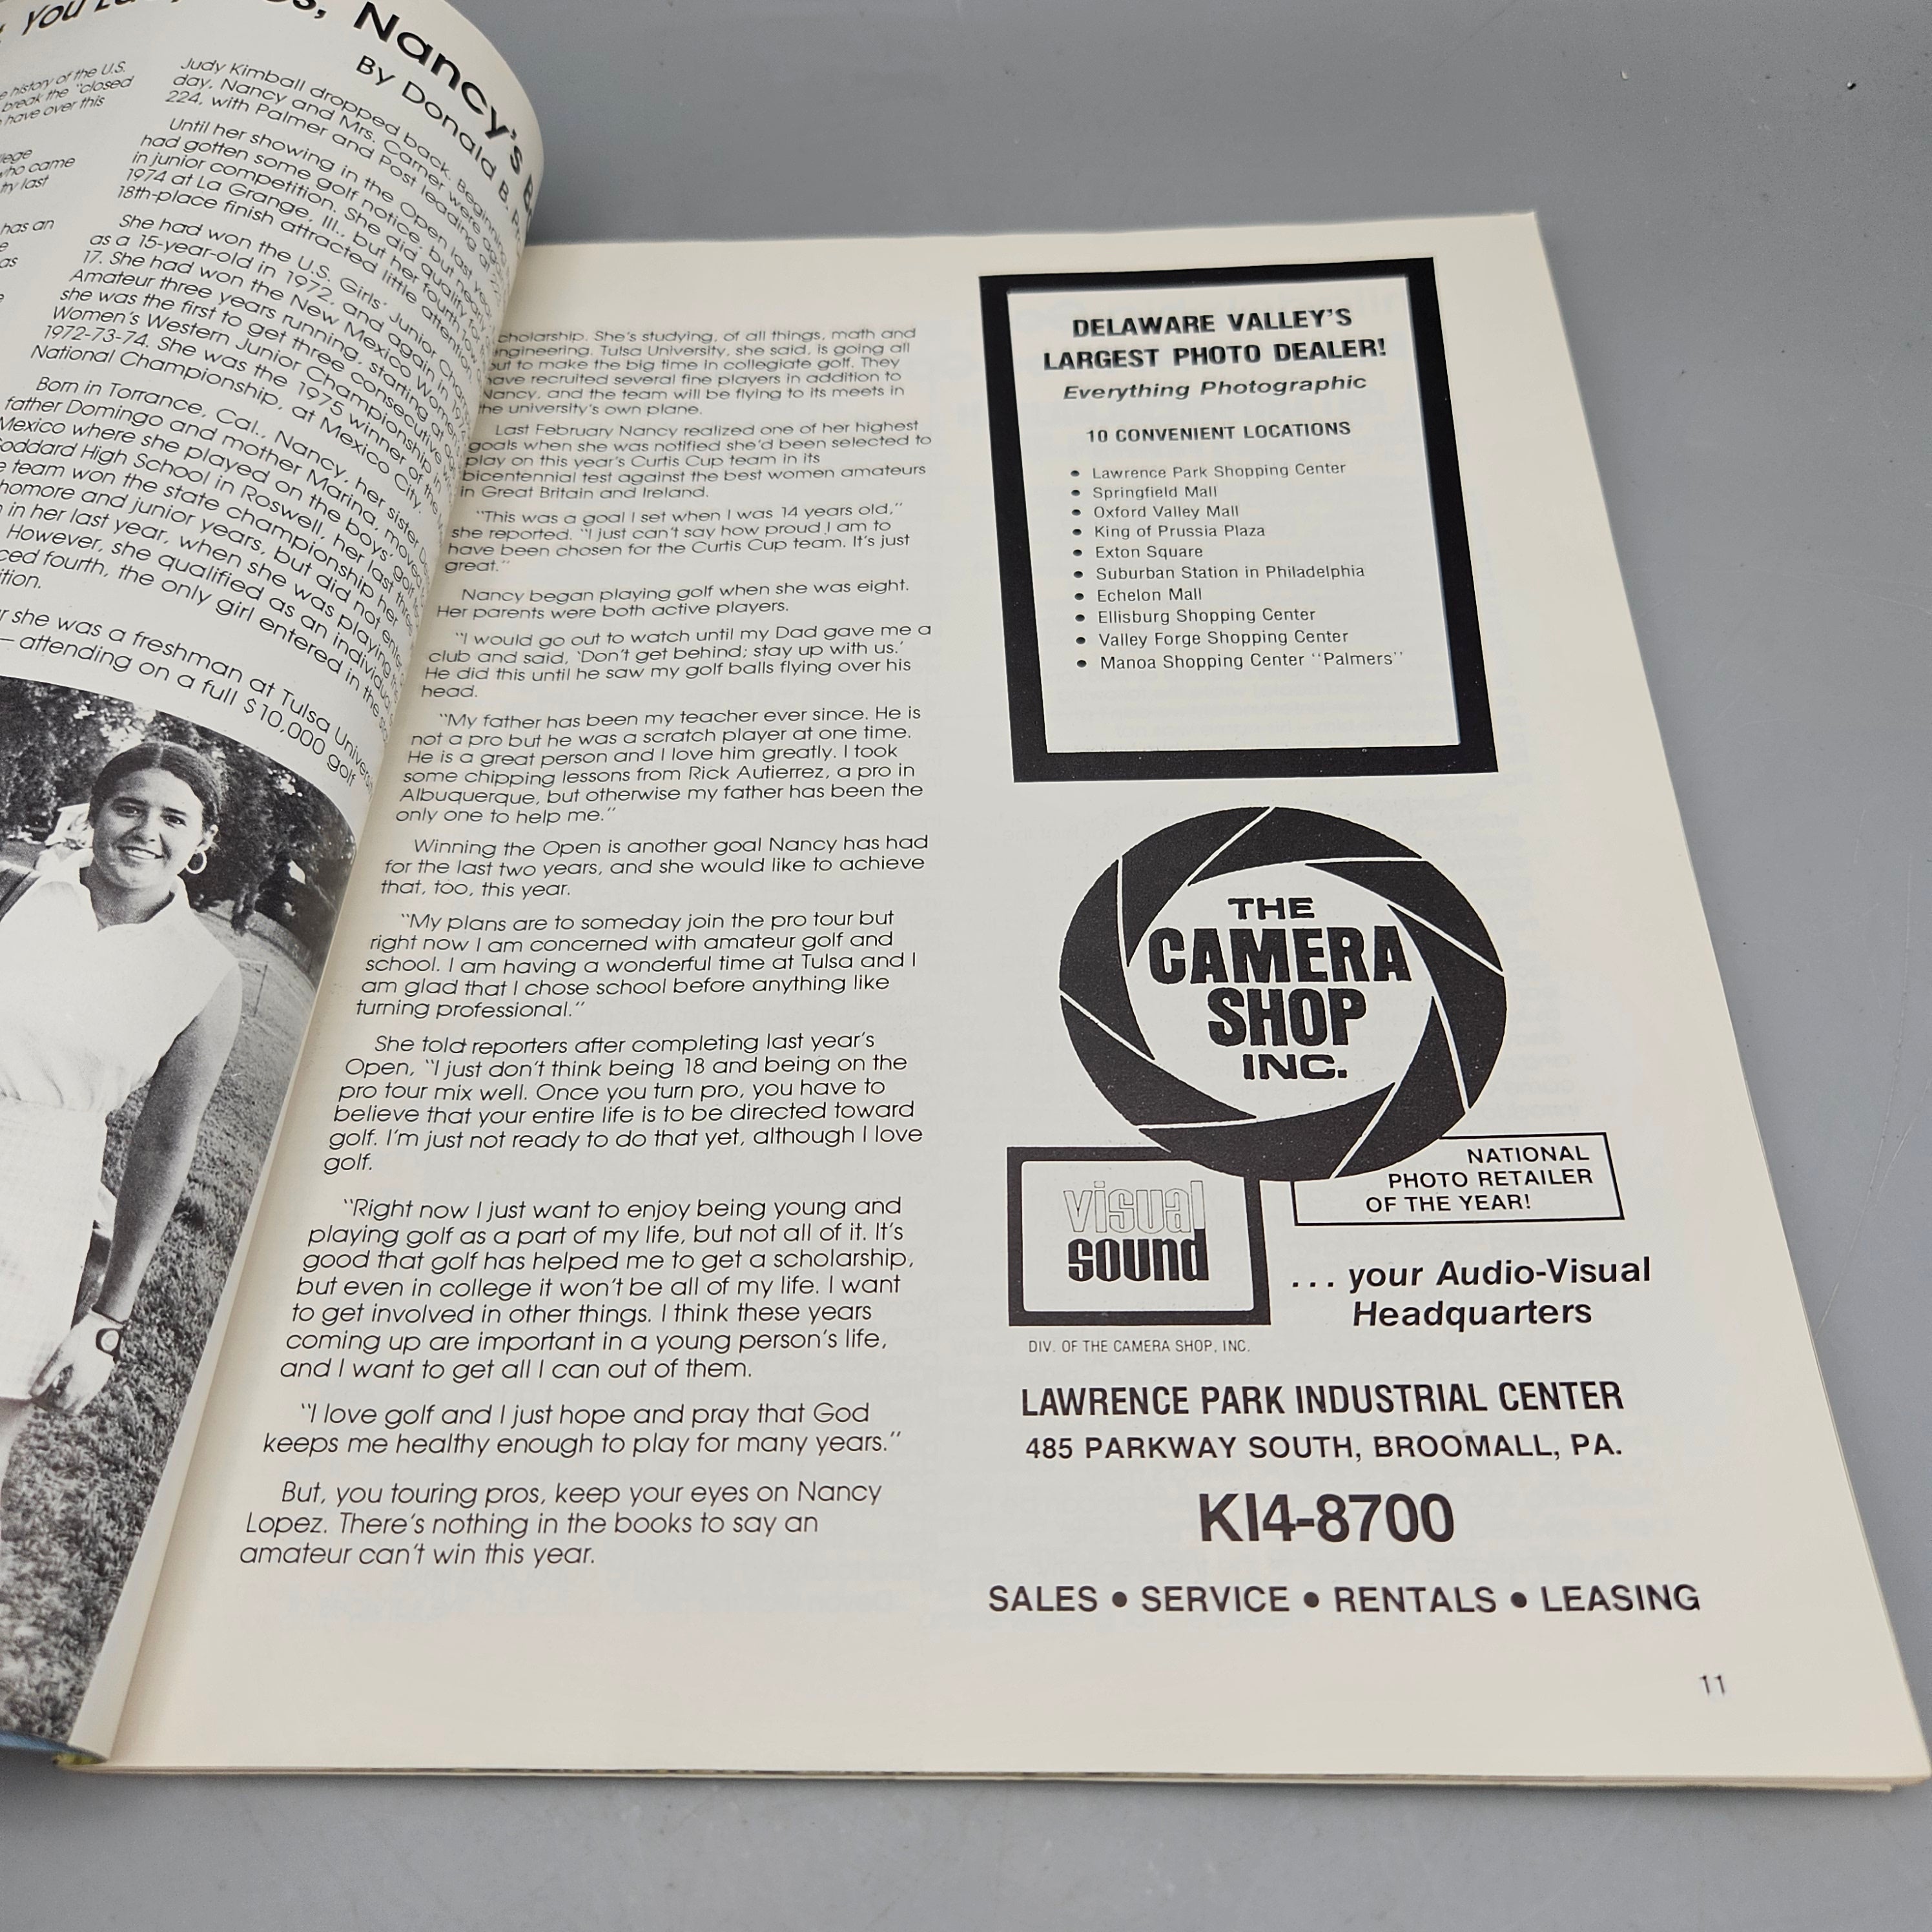 You
Nancy's
By Donald B.
e history of the U.S.
break the "closed
have over this
who came
try last
has an
Judy Kimball dropped back. Beginning
day, Nancy and Mrs. Carner were again
224, with Palmer and Post leading at
Until her showing in the Open last year
had gotten some golf notice, but nearly
in junior competition. She did qualify for
1974 at La Grange, Ill., but her fourth
18th-place finish attracted little attention.
She had won the U.S. Girls' Junior Cham
as a 15-year-old in 1972, and again in 1974
17. She had won the New Mexico Women's
Amateur three years running, starting at
she was the first to get three consecutive
Women's Western Junior Championship in
1972-73-74. She was the 1975 winner of the
National Championship, at Mexico City.
Born in Torrance, Cal., Nancy, her sister
father Domingo and mother Marina, moved
Mexico where she played on the boys' golf
Goddard High School in Roswell, her last three
e team won the state championship her
homore and junior years, but did not enter
in her last year, when she was playing
However, she qualified as an individual
ced fourth, the only girl entered in the
ition.
r she was a freshman at Tulsa University
— attending on a full $10,000 golf
cholarship. She's studying, of all things, math and
engineering. Tulsa University, she said, is going all
out to make the big time in collegiate golf. They
have recruited several fine players in addition to
Nancy, and the team will be flying to its meets in
the university's own plane.
Last February Nancy realized one of her highest
goals when she was notified she'd been selected to
play on this year's Curtis Cup team in its
bicentennial test against the best women amateurs
in Great Britain and Ireland.
"This was a goal I set when I was 14 years old,"
she reported. "I just can't say how proud I am to
have been chosen for the Curtis Cup team. It's just
great."
Nancy began playing golf when she was eight.
Her parents were both active players.
"I would go out to watch until my Dad gave me a
club and said, 'Don't get behind; stay up with us.'
He did this until he saw my golf balls flying over his
head.
"My father has been my teacher ever since. He is
not a pro but he was a scratch player at one time.
He is a great person and I love him greatly. I took
some chipping lessons from Rick Autierrez, a pro in
Albuquerque, but otherwise my father has been the
only one to help me."
Winning the Open is another goal Nancy has had
for the last two years, and she would like to achieve
that, too, this year.
"My plans are to someday join the pro tour but
right now I am concerned with amateur golf and
school. I am having a wonderful time at Tulsa and I
am glad that I chose school before anything like
turning professional."
She told reporters after completing last year's
Open, "I just don't think being 18 and being on the
pro tour mix well. Once you turn pro, you have to
believe that your entire life is to be directed toward
golf. I'm just not ready to do that yet, although I love
golf.
"Right now I just want to enjoy being young and
playing golf as a part of my life, but not all of it. It's
good that golf has helped me to get a scholarship,
but even in college it won't be all of my life. I want
to get involved in other things. I think these years
coming up are important in a young person's life,
and I want to get all I can out of them.
"I love golf and I just hope and pray that God
keeps me healthy enough to play for many years."
But, you touring pros, keep your eyes on Nancy
Lopez. There's nothing in the books to say an
amateur can't win this year.
DELAWARE VALLEY'S
LARGEST PHOTO DEALER!
Everything Photographic
10 CONVENIENT LOCATIONS
• Lawrence Park Shopping Center
• Springfield Mall
• Oxford Valley Mall
• King of Prussia Plaza
• Exton Square
• Suburban Station in Philadelphia
• Echelon Mall
• Ellisburg Shopping Center
• Valley Forge Shopping Center
• Manoa Shopping Center "Palmers"
THE
CAMERA
SHOP
INC.
NATIONAL
PHOTO RETAILER
OF THE YEAR!
visual
sound
... your Audio-Visual
Headquarters
DIV. OF THE CAMERA SHOP, INC.
LAWRENCE PARK INDUSTRIAL CENTER
485 PARKWAY SOUTH, BROOMALL, PA.
KI4-8700
SALES • SERVICE • RENTALS • LEASING
11